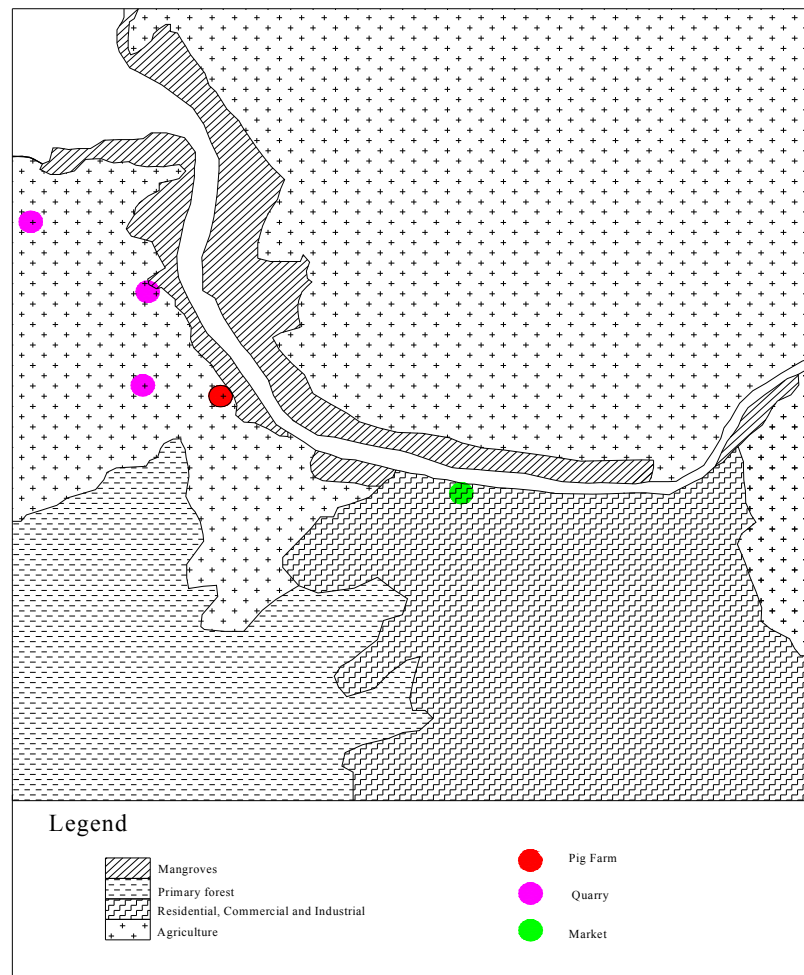 Legend
Mangroves
Primary forest
Residential, Commercial and Industrial
Agriculture
Pig Farm
Quarry
Market